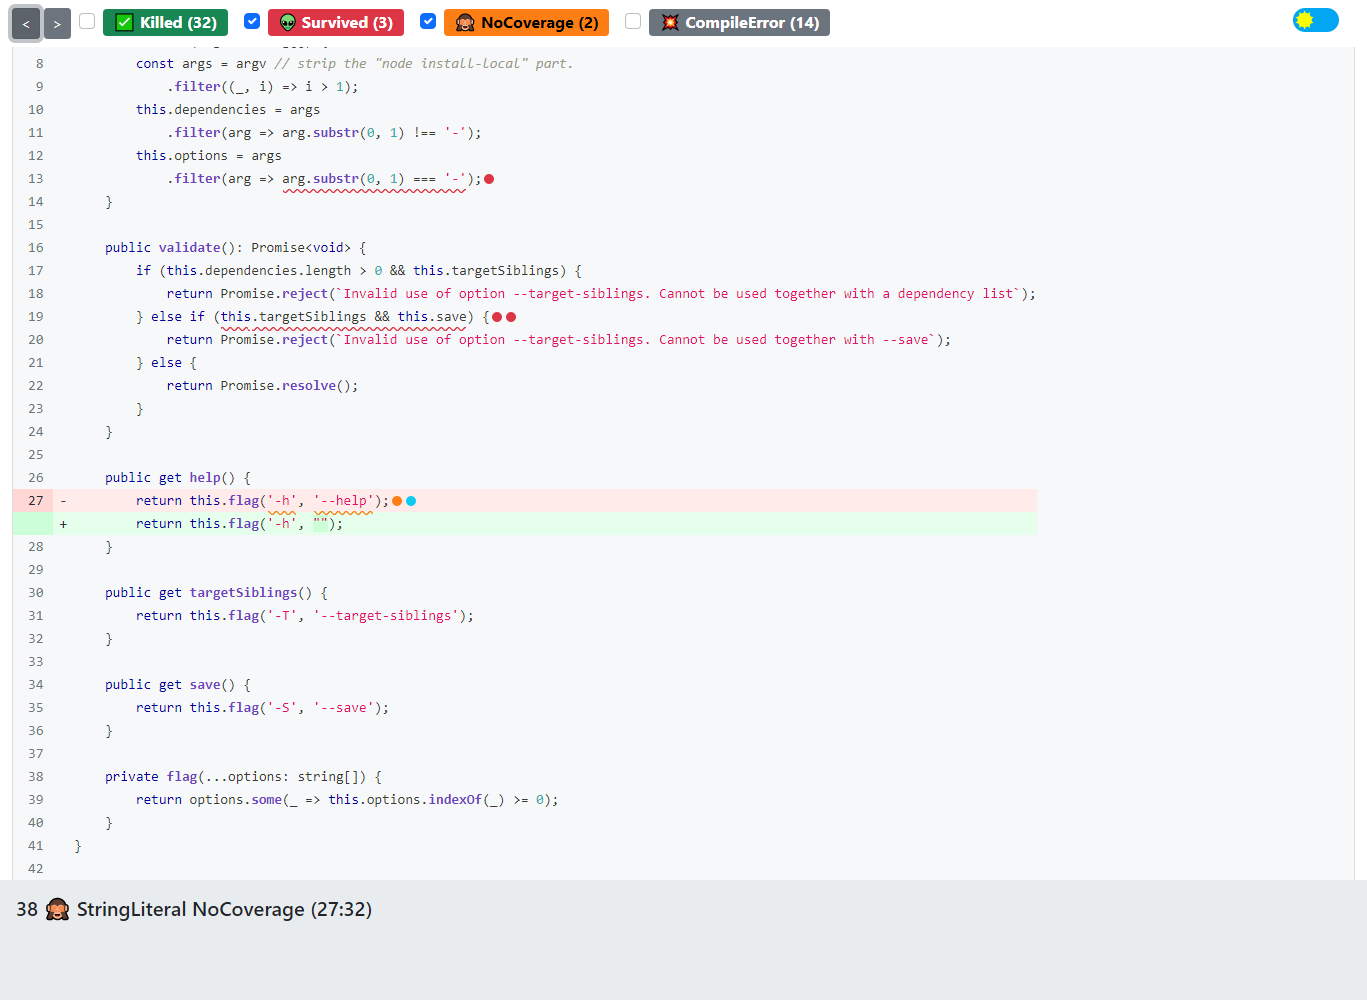 < > Killed (32) Survived (3) NoCoverage (2) CompileError (14)
8 const args = argv // strip the "node install-local" part.
9 .filter((_, i) => i > 1);
10 this.dependencies = args
11 .filter(arg => arg.substr(0, 1) !== '-');
12 this.options = args
13 .filter(arg => arg.substr(0, 1) === '-');
14 }
15
16 public validate(): Promise<void> {
17 if (this.dependencies.length > 0 && this.targetSiblings) {
18 return Promise.reject(`Invalid use of option --target-siblings. Cannot be used together with a dependency list`);
19 } else if (this.targetSiblings && this.save) {
20 return Promise.reject(`Invalid use of option --target-siblings. Cannot be used together with --save`);
21 } else {
22 return Promise.resolve();
23 }
24 }
25
26 public get help() {
27 - return this.flag('-h', '--help');
+ return this.flag('-h', "");
28 }
29
30 public get targetSiblings() {
31 return this.flag('-T', '--target-siblings');
32 }
33
34 public get save() {
35 return this.flag('-S', '--save');
36 }
37
38 private flag(...options: string[]) {
39 return options.some(_ => this.options.indexOf(_) >= 0);
40 }
41 }
42
38 StringLiteral NoCoverage (27:32)